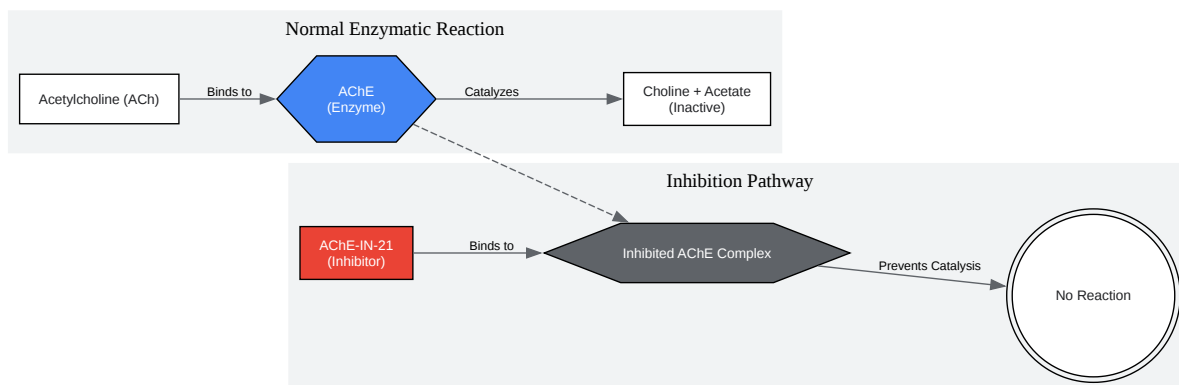 Normal Enzymatic Reaction
Acetylcholine (ACh)
Binds to
AChE
(Enzyme)
Catalyzes
Choline + Acetate
(Inactive)
Inhibition Pathway
AChE-IN-21
(Inhibitor)
Binds to
Inhibited AChE Complex
Prevents Catalysis
No Reaction